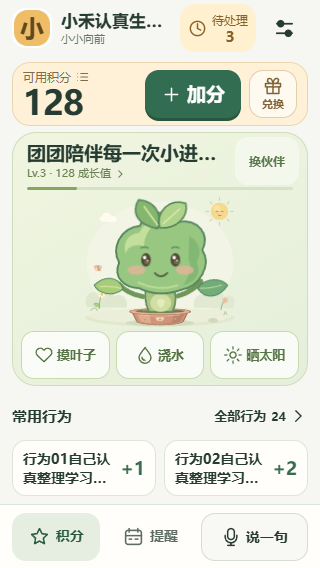 小
小禾认真生...
小小向前
待处理
3
可用积分
128
+ 加分
兑换
团团陪伴每一次小进...
Lv.3 · 128 成长值 >
换伙伴
摸叶子
浇水
晒太阳
常用行为
全部行为 24 >
行为01自己认
真整理学习...
+1
行为02自己认
真整理学习...
+2
积分
提醒
说一句